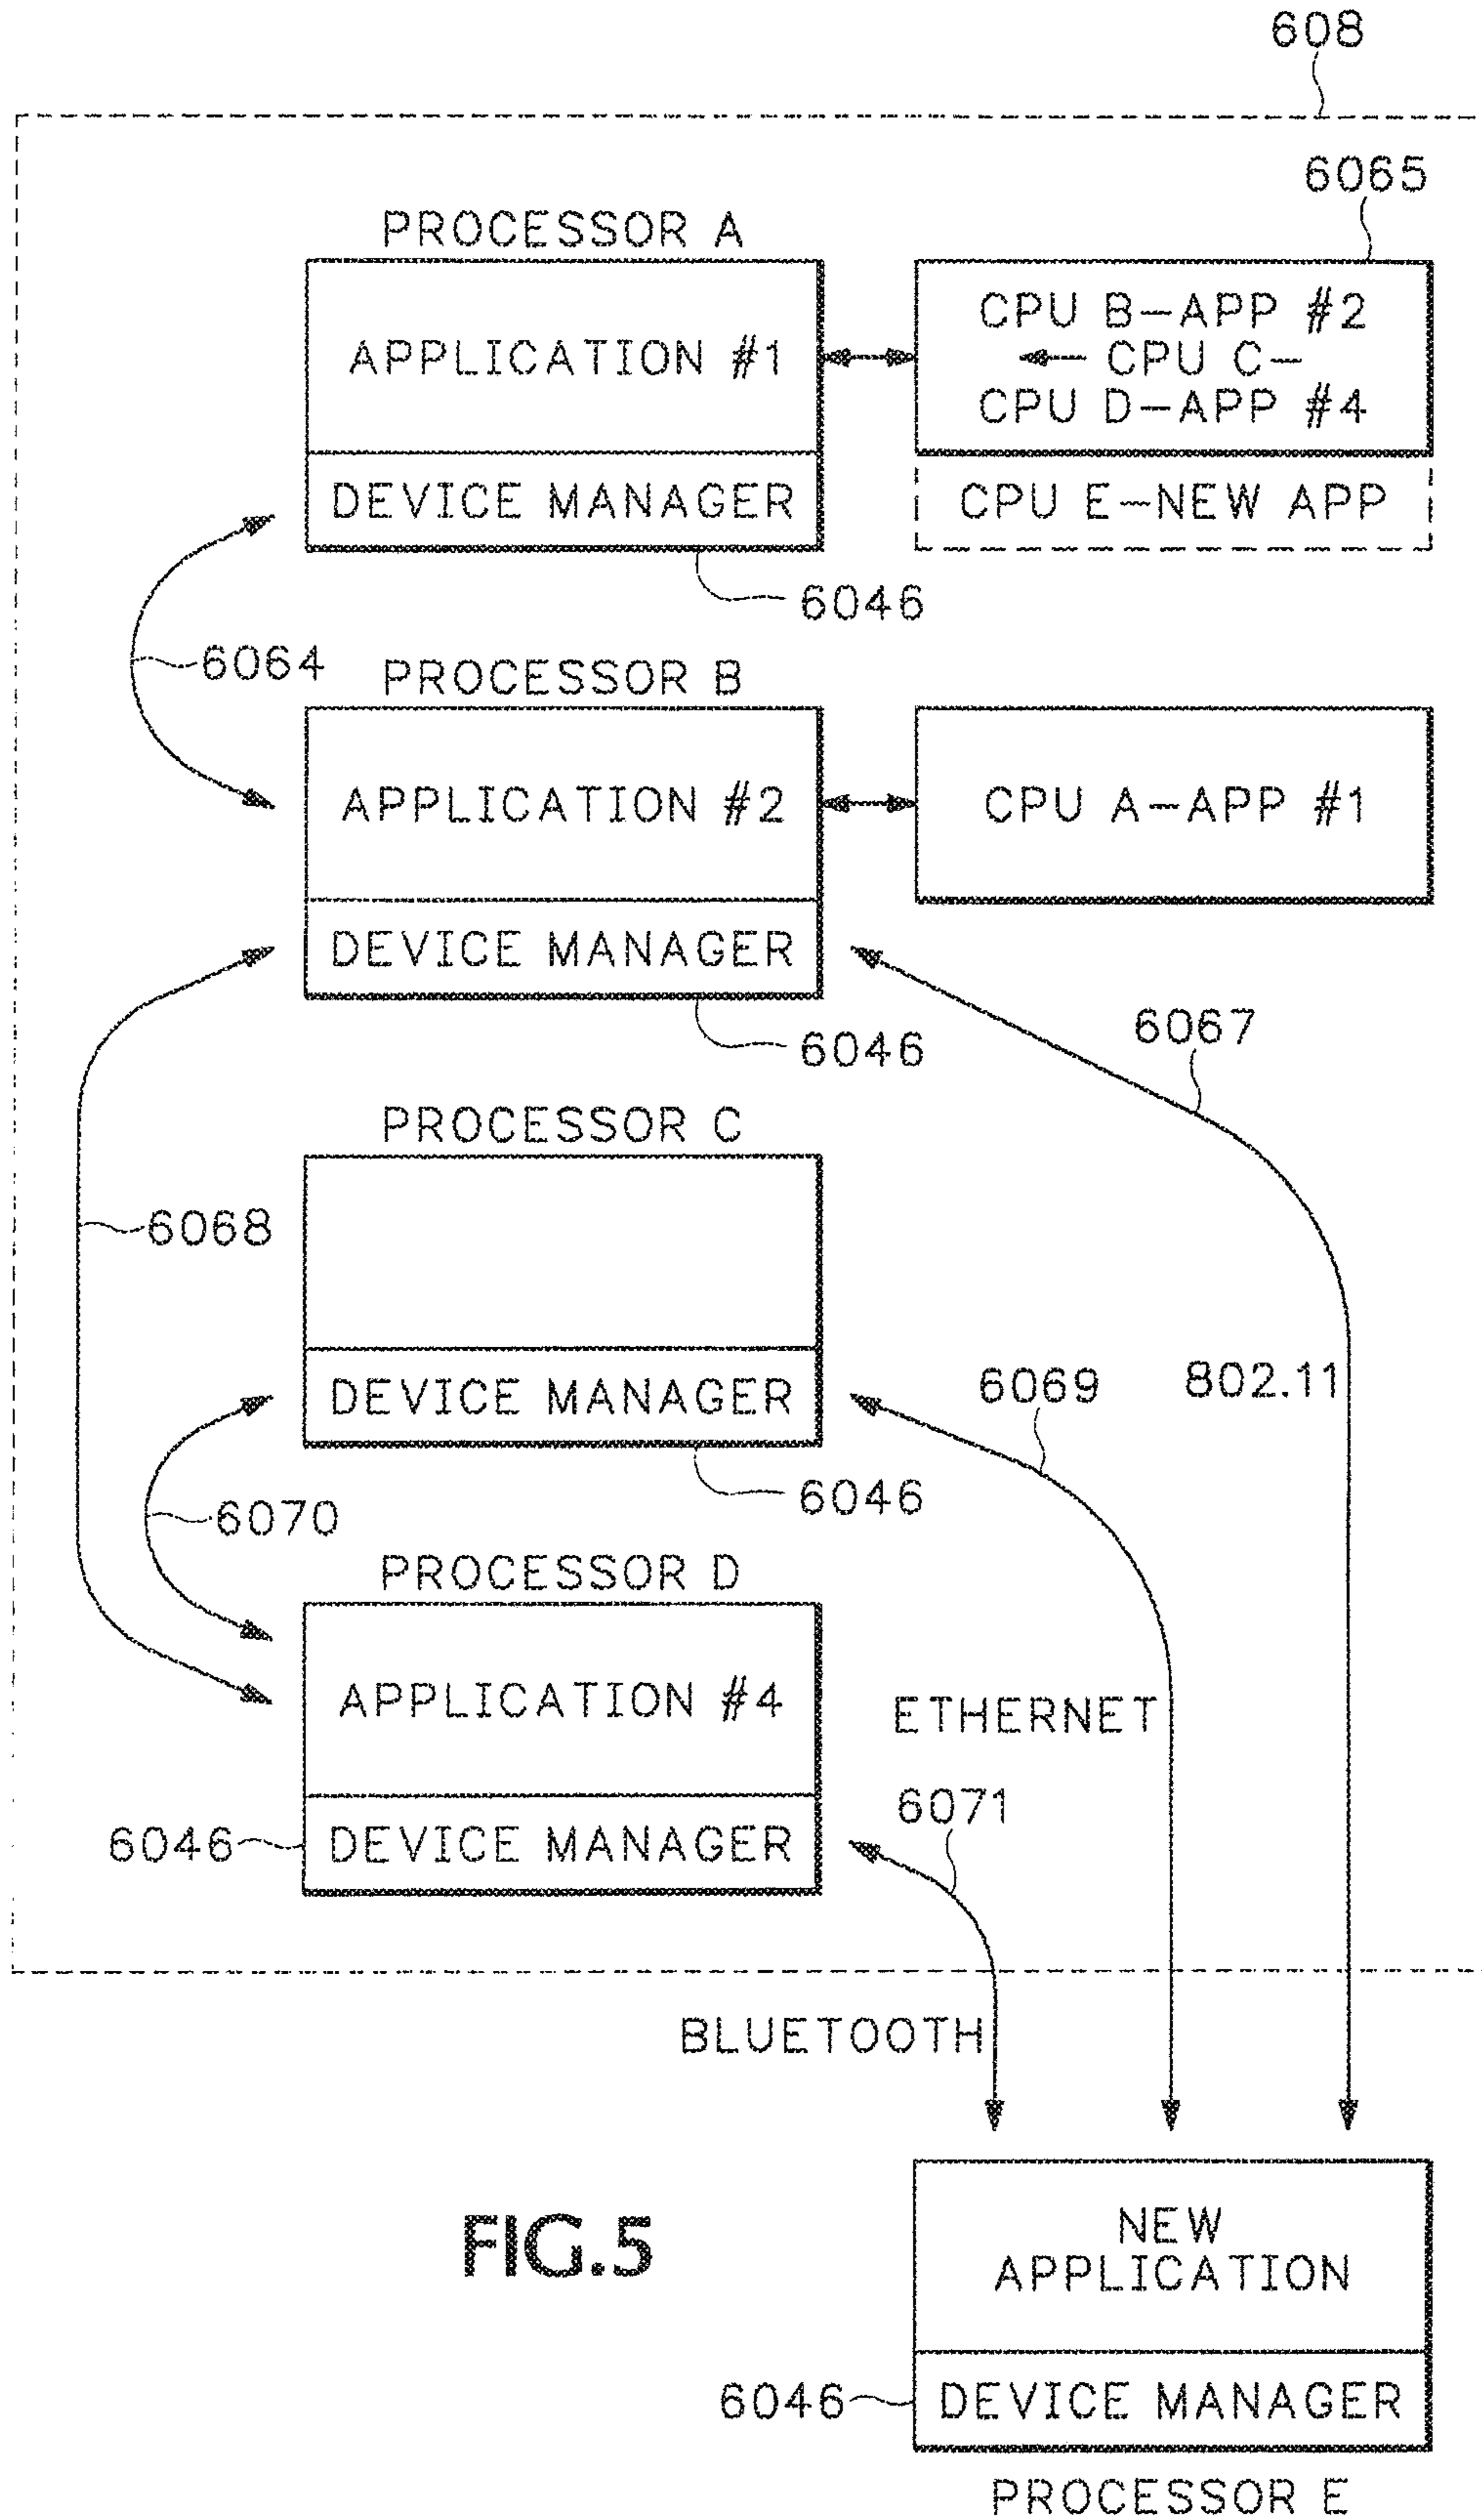 608
6065
PROCESSOR A
APPLICATION #1
DEVICE MANAGER
CPU B-APP #2
CPU C-
CPU D-APP #4
CPU E-NEW APP
6046
6064
PROCESSOR B
APPLICATION #2
DEVICE MANAGER
CPU A-APP #1
6046
6067
PROCESSOR C
6068
DEVICE MANAGER
6069
802.11
6046
6070
PROCESSOR D
APPLICATION #4
ETHERNET
6071
6046
DEVICE MANAGER
BLUETOOTH
NEW
APPLICATION
FIG.5
6046
DEVICE MANAGER
PROCESSOR E